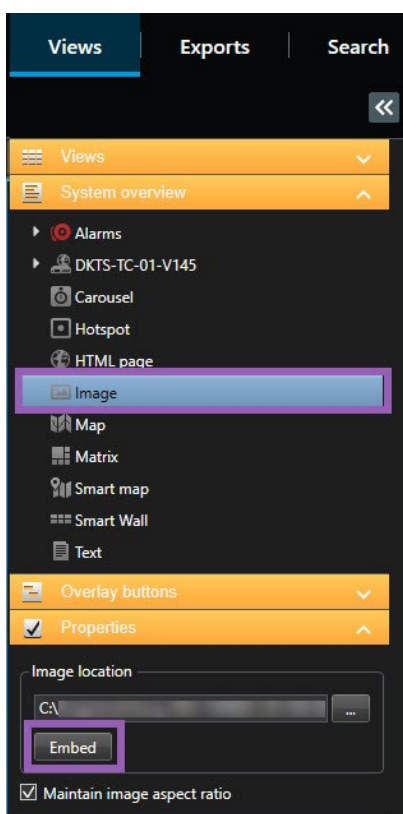 Views Exports Search
Views
System overview
Alarms
DKTS-TC-01-V145
Carousel
Hotspot
HTML page
Image
Map
Matrix
Smart map
Smart Wall
Text
Overlay buttons
Properties
Image location
C:\
...
Embed
Maintain image aspect ratio